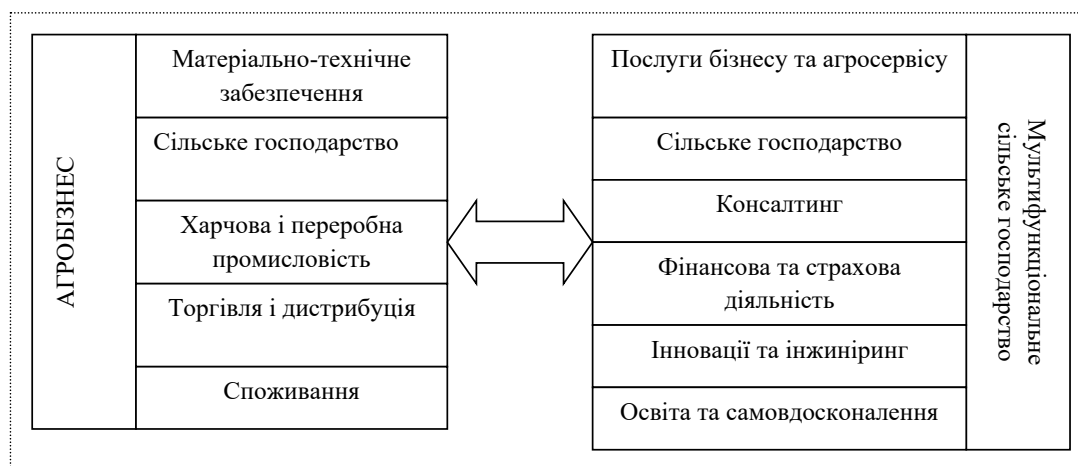 АГРОБІЗНЕС
Матеріально-технічне
забезпечення
Сільське господарство
Харчова і переробна
промисловість
Торгівля і дистрибуція
Споживання
Послуги бізнесу та агросервісу
Сільське господарство
Консалтинг
Фінансова та страхова
діяльність
Інновації та інжиніринг
Освіта та самовдосконалення
Мультифункціональне
сільське господарство